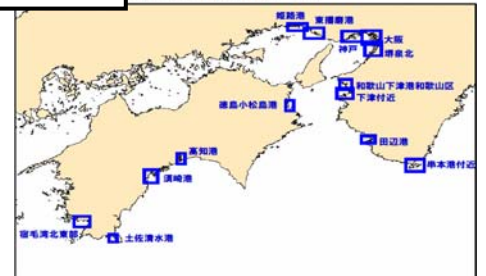 姫路港
東播磨港
神戸
大阪
堺泉北
和歌山下津港和歌山区
下津付近
徳島小松島港
田辺港
串本港付近
高知港
須崎港
宿毛湾北東部
土佐清水港